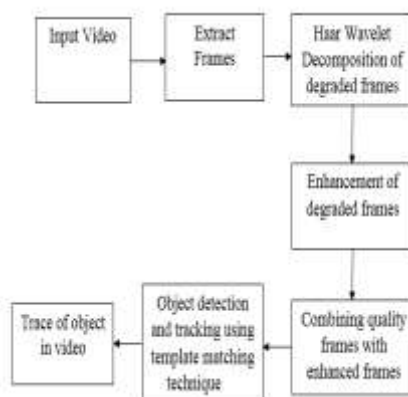 Input Video
Extract
Frames
Haar Wavelet
Decomposition of
degraded frames
Enhancement of
degraded frames
Combining quality
frames with
enhanced frames
Object detection
and tracking using
template matching
technique
Trace of object
in video